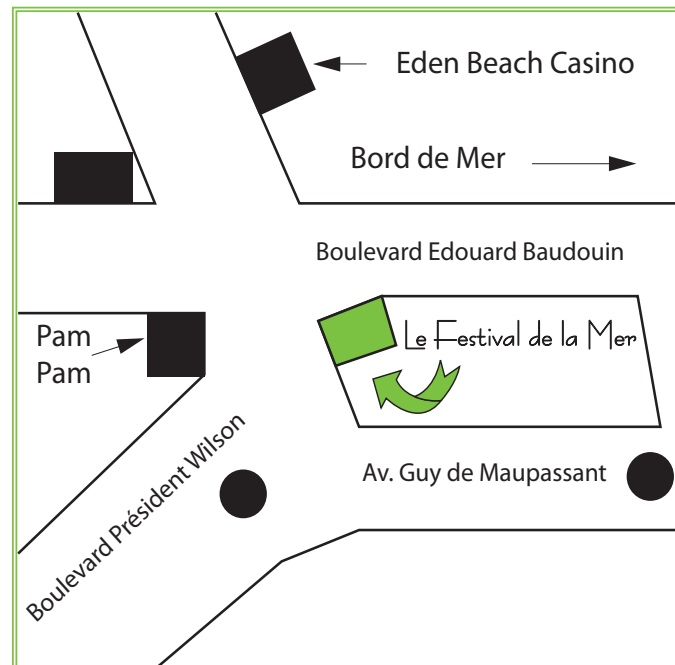 Eden Beach Casino
Bord de Mer
Boulevard Edouard Baudouin
Pam
Pam
Le Festival de la Mer
Boulevard Président Wilson
Av. Guy de Maupassant